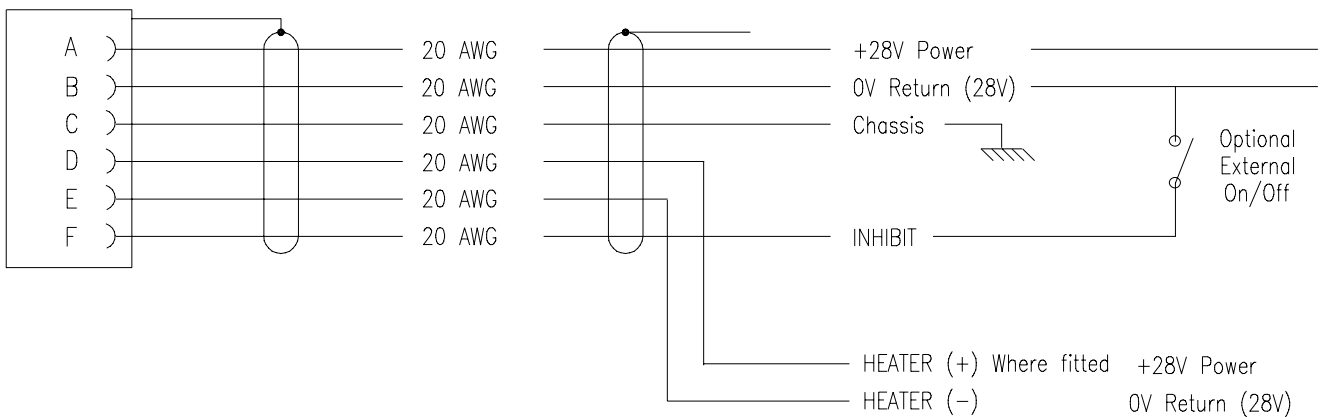 A 20 AWG +28V Power
B 20 AWG 0V Return (28V)
C 20 AWG Chassis
D 20 AWG
E 20 AWG
F 20 AWG INHIBIT
Optional
External
On/Off
HEATER (+) Where fitted +28V Power
HEATER (-) 0V Return (28V)